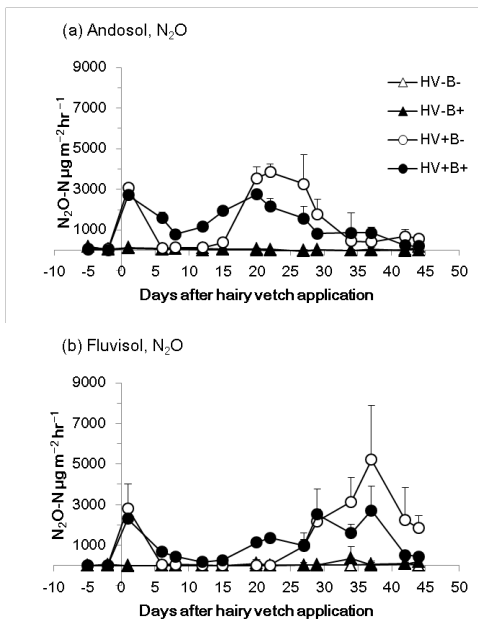 (a) Andosol, N₂O
9000
7000
5000
3000
1000
N₂O-N µg m⁻² hr⁻¹
HV-B-
HV-B+
HV+B-
HV+B+
-10 -5 0 5 10 15 20 25 30 35 40 45 50
Days after hairy vetch application
(b) Fluvisol, N₂O
9000
7000
5000
3000
1000
N₂O-N µg m⁻² hr⁻¹
-10 -5 0 5 10 15 20 25 30 35 40 45 50
Days after hairy vetch application